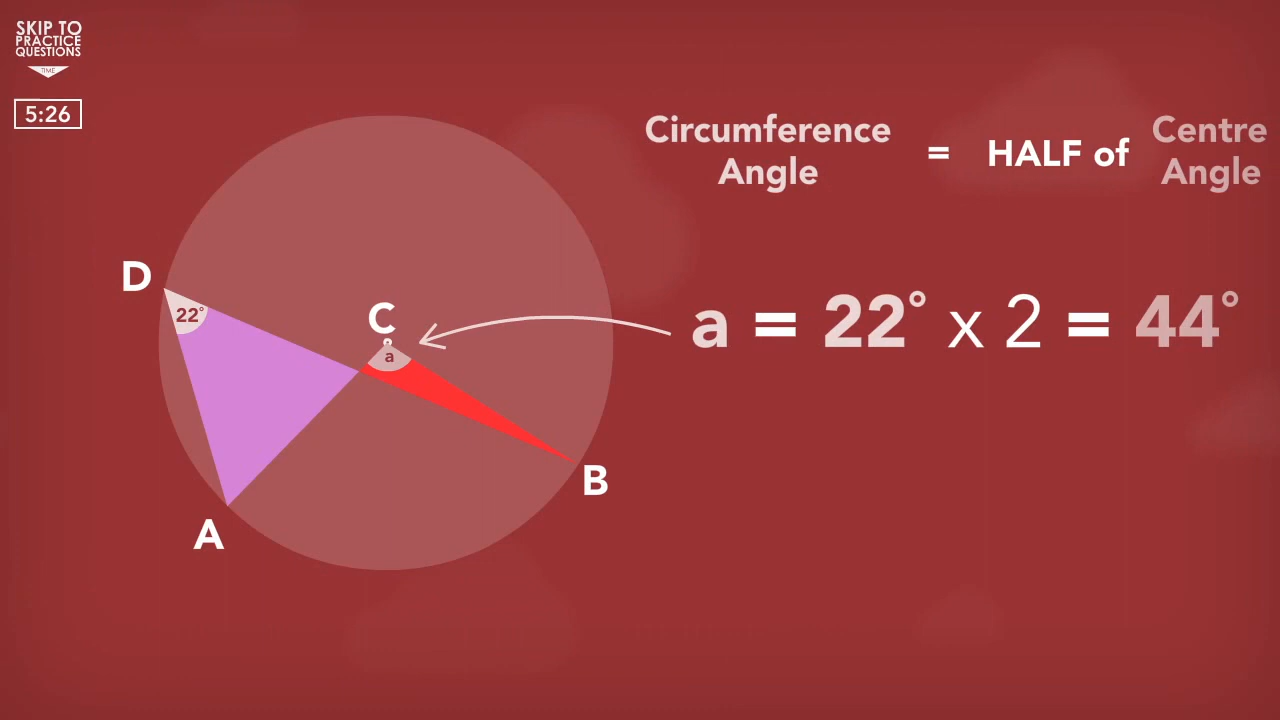 SKIP TO
PRACTICE
QUESTIONS
TIME
5:26
Circumference
Angle
= HALF of
Centre
Angle
D
22°
C
a
a = 22° x 2 = 44°
B
A